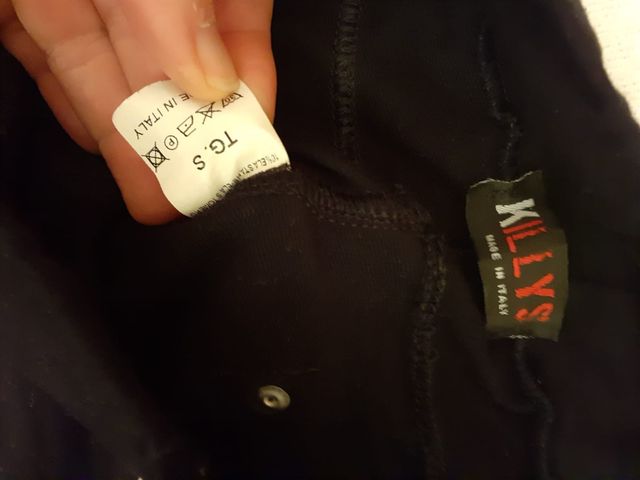 TG. S
P
E IN ITALY
KILLYS
MADE IN ITALY